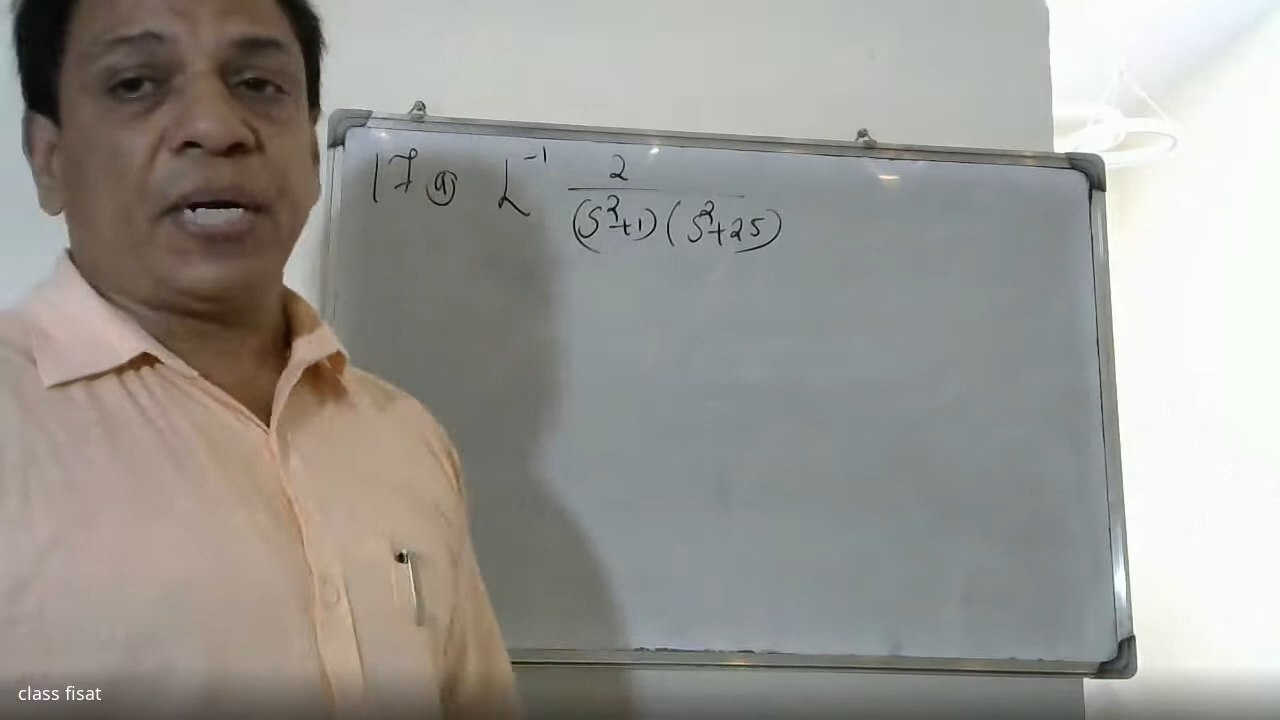 17 (a) L⁻¹ 2 / (S²+1) (S²+25)
class fisat